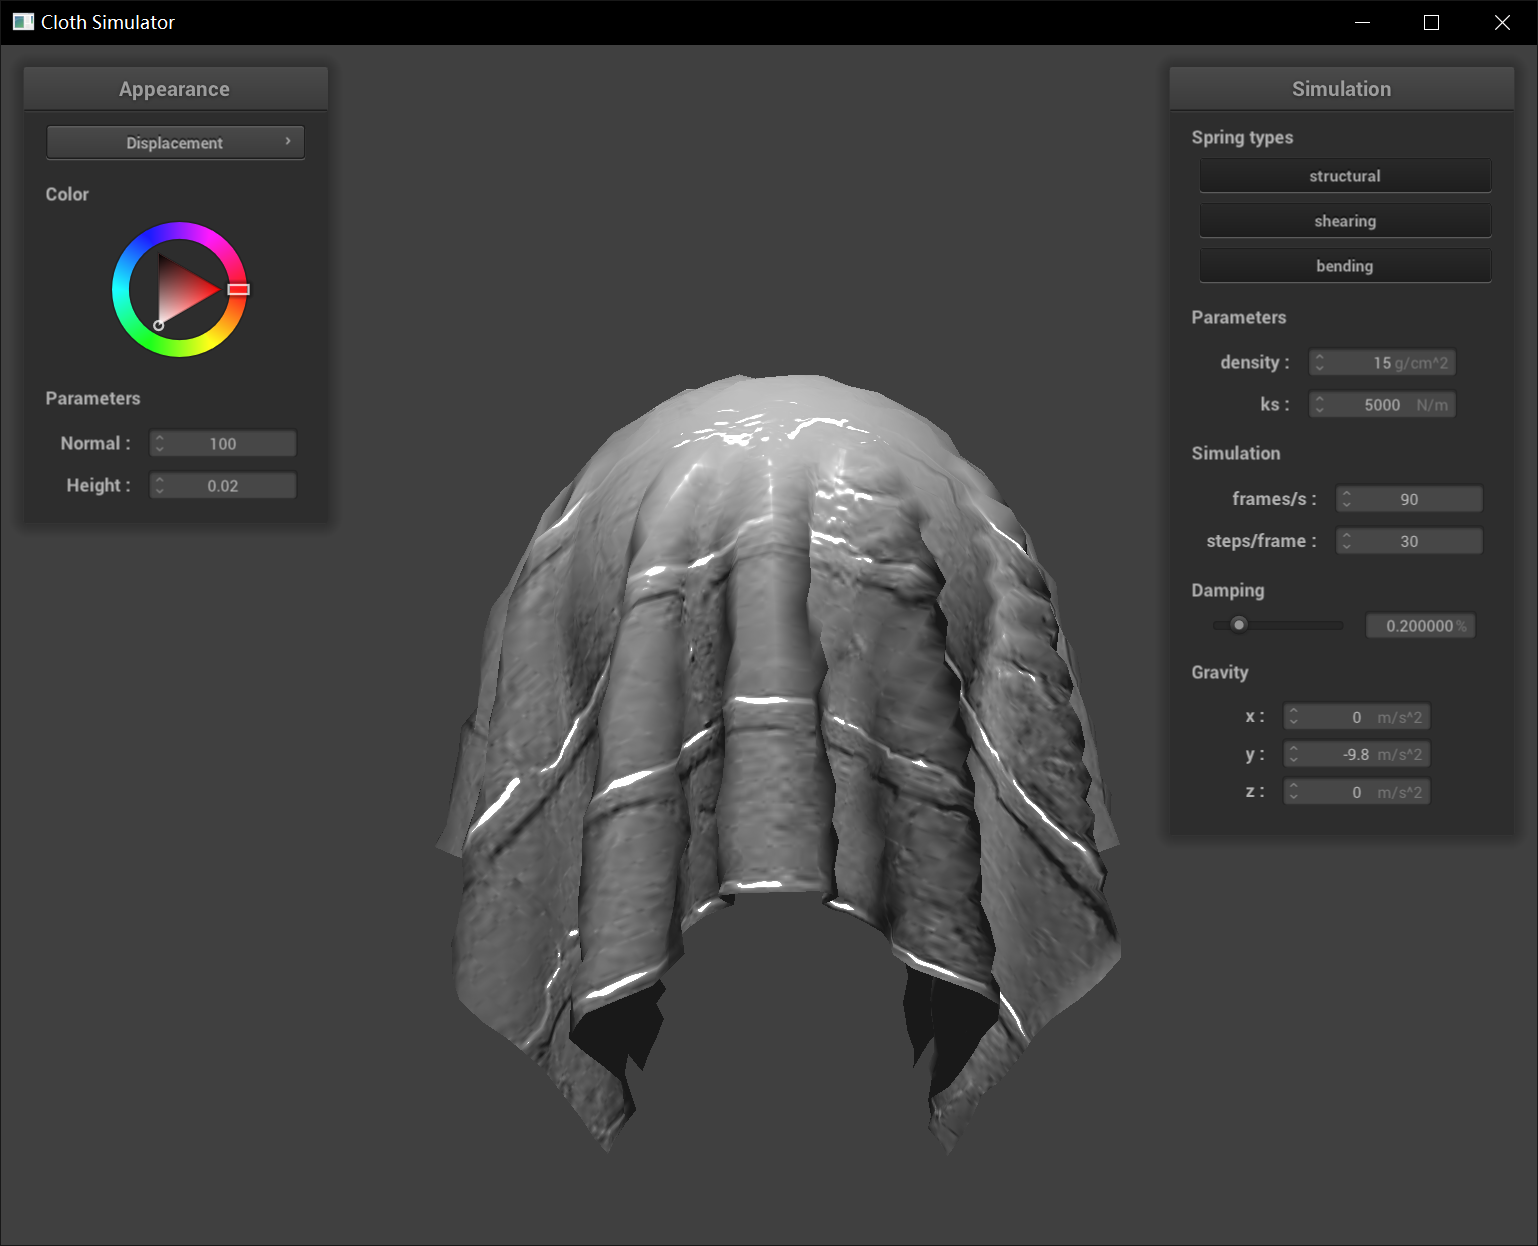 Cloth Simulator
Appearance
Displacement
Color
Parameters
Normal : 100
Height : 0.02
Simulation
Spring types
structural
shearing
bending
Parameters
density : 15 g/cm^2
ks : 5000 N/m
Simulation
frames/s : 90
steps/frame : 30
Damping
0.200000 %
Gravity
x : 0 m/s^2
y : -9.8 m/s^2
z : 0 m/s^2